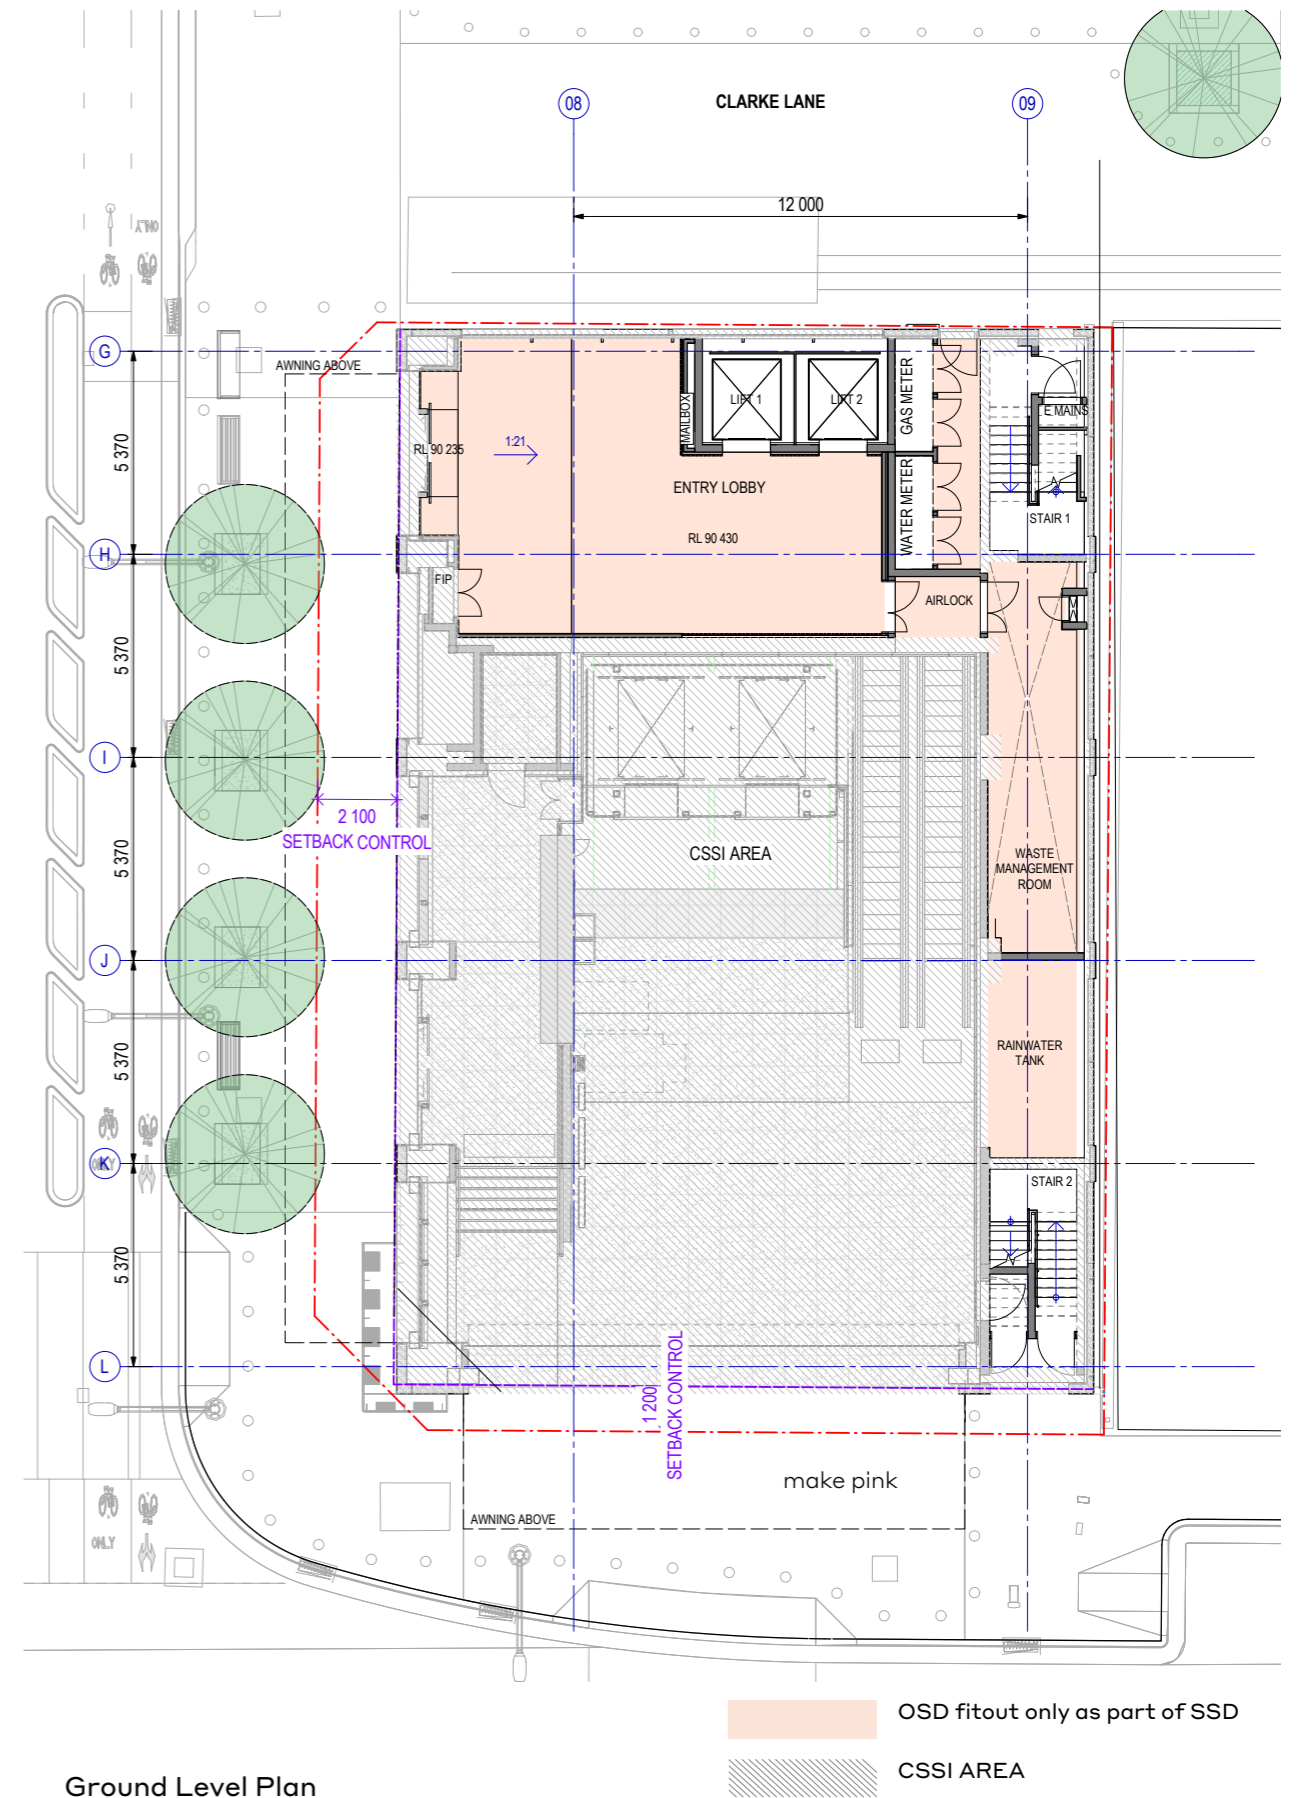 08
CLARKE LANE
09
12 000
ONLY
G
AWNING ABOVE
5 370
RL 90 235
1:21
MAILBOX
LIFT 1
LIFT 2
GAS METER
E MAINS
ENTRY LOBBY
WATER METER
STAIR 1
RL 90 430
H
FIP
AIRLOCK
5 370
I
2 100
SETBACK CONTROL
CSSI AREA
5 370
WASTE
MANAGEMENT
ROOM
J
5 370
RAINWATER
TANK
K
ONLY
STAIR 2
5 370
L
1 200
SETBACK CONTROL
make pink
AWNING ABOVE
ONLY
OSD fitout only as part of SSD
CSSI AREA
Ground Level Plan